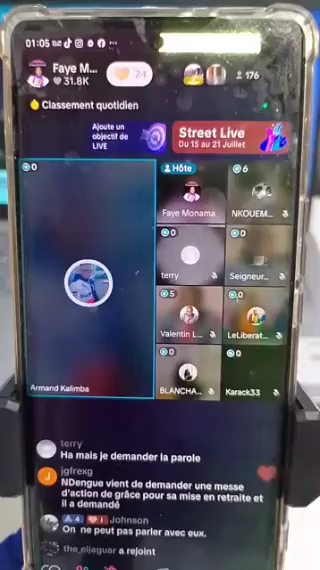 01:05
Faye M...
31.8K
24
176
Classement quotidien
Ajoute un
objectif de
LIVE
Street Live
Du 15 au 21 Juillet
0
Hôte
Faye Monama
6
NKOUEM...
0
terry
0
Seigneur...
5
Valentin L...
0
LeLiberat...
0
BLANCHA...
0
Karack33
Armand Kalimba
terry
Ha mais je demander la parole
jgfrexg
NDengue vient de demander une messe
d'action de grâce pour sa mise en retraite et
il a demandé
4 1 Johnson
On ne peut pas parler avec eux.
the_eljaguar a rejoint